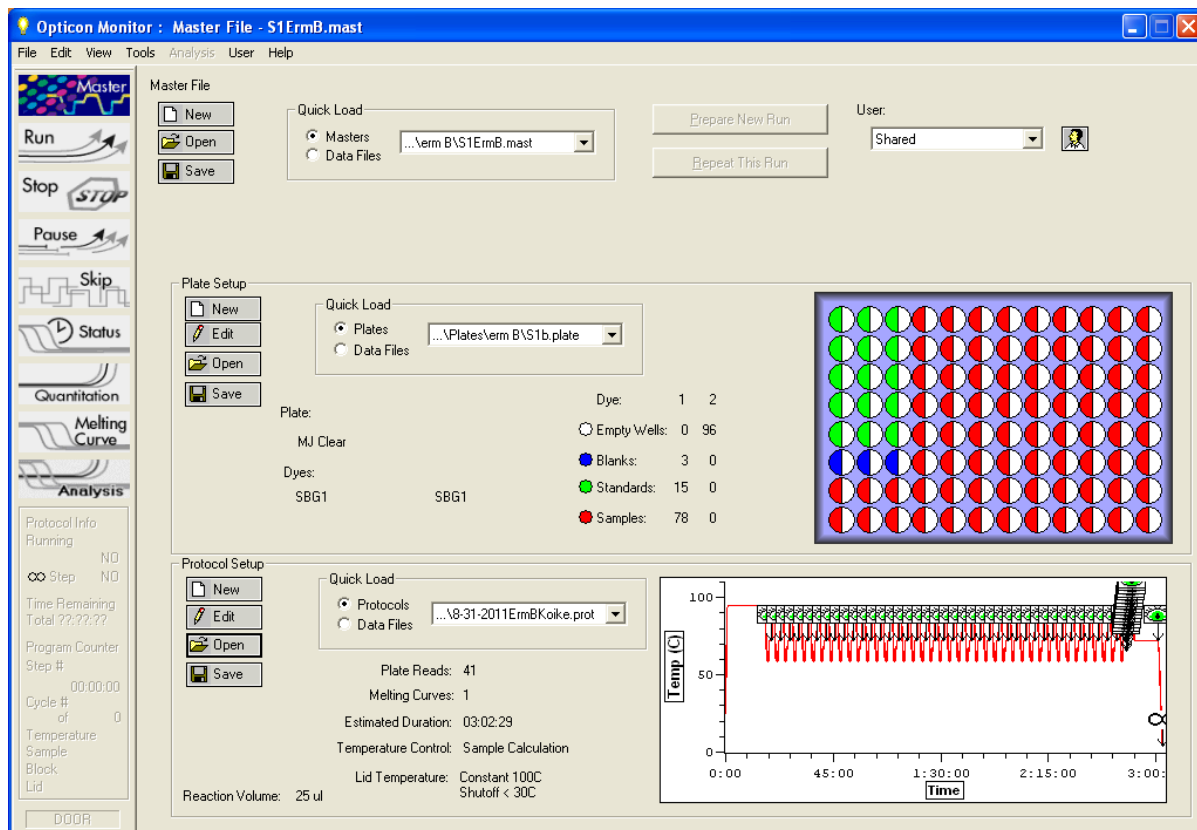 Opticon Monitor : Master File - S1ErmB.mast
File Edit View Tools Analysis User Help
Master
Run
Stop STOP
Pause
Skip
Status
Quantitation
Melting Curve
Analysis
Protocol Info
Running
NO
∞ Step NO
Time Remaining
Total ??:??:??
Program Counter
Step #
00:00:00
Cycle #
of 0
Temperature
Sample
Block
Lid
DOOR
Master File
New
Open
Save
Quick Load
Masters
Data Files
...\erm B\S1ErmB.mast
Prepare New Run
Repeat This Run
User:
Shared
Plate Setup
New
Edit
Open
Save
Quick Load
Plates
Data Files
...\Plates\erm B\S1b.plate
Plate:
MJ Clear
Dyes:
SBG1 SBG1
Dye: 1 2
Empty Wells: 0 96
Blanks: 3 0
Standards: 15 0
Samples: 78 0
Protocol Setup
New
Edit
Open
Save
Quick Load
Protocols
Data Files
...\8-31-2011ErmBKoike.prot
Plate Reads: 41
Melting Curves: 1
Estimated Duration: 03:02:29
Temperature Control: Sample Calculation
Lid Temperature: Constant 100C
Shutoff < 30C
Reaction Volume: 25 ul
Temp (C)
100
50
0
0:00 45:00 1:30:00 2:15:00 3:00:
Time
∞